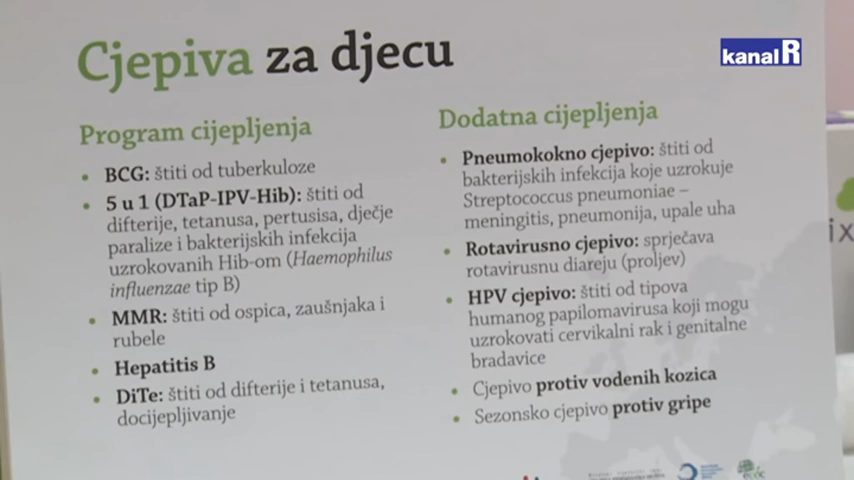 Cjepiva za djecu
kanalR
Program cijepljenja
• BCG: štiti od tuberkuloze
• 5 u 1 (DTaP-IPV-Hib): štiti od
difterije, tetanusa, pertusisa, dječje
paralize i bakterijskih infekcija
uzrokovanih Hib-om (Haemophilus
influenzae tip B)
• MMR: štiti od ospica, zaušnjaka i
rubele
• Hepatitis B
• DiTe: štiti od difterije i tetanusa,
docijepljivanje
Dodatna cijepljenja
• Pneumokokno cjepivo: štiti od
bakterijskih infekcija koje uzrokuje
Streptococcus pneumoniae –
meningitis, pneumonija, upale uha
• Rotavirusno cjepivo: sprječava
rotavirusnu diareju (proljev)
• HPV cjepivo: štiti od tipova
humanog papilomavirusa koji mogu
uzrokovati cervikalni rak i genitalne
bradavice
• Cjepivo protiv vodenih kozica
• Sezonsko cjepivo protiv gripe
ix